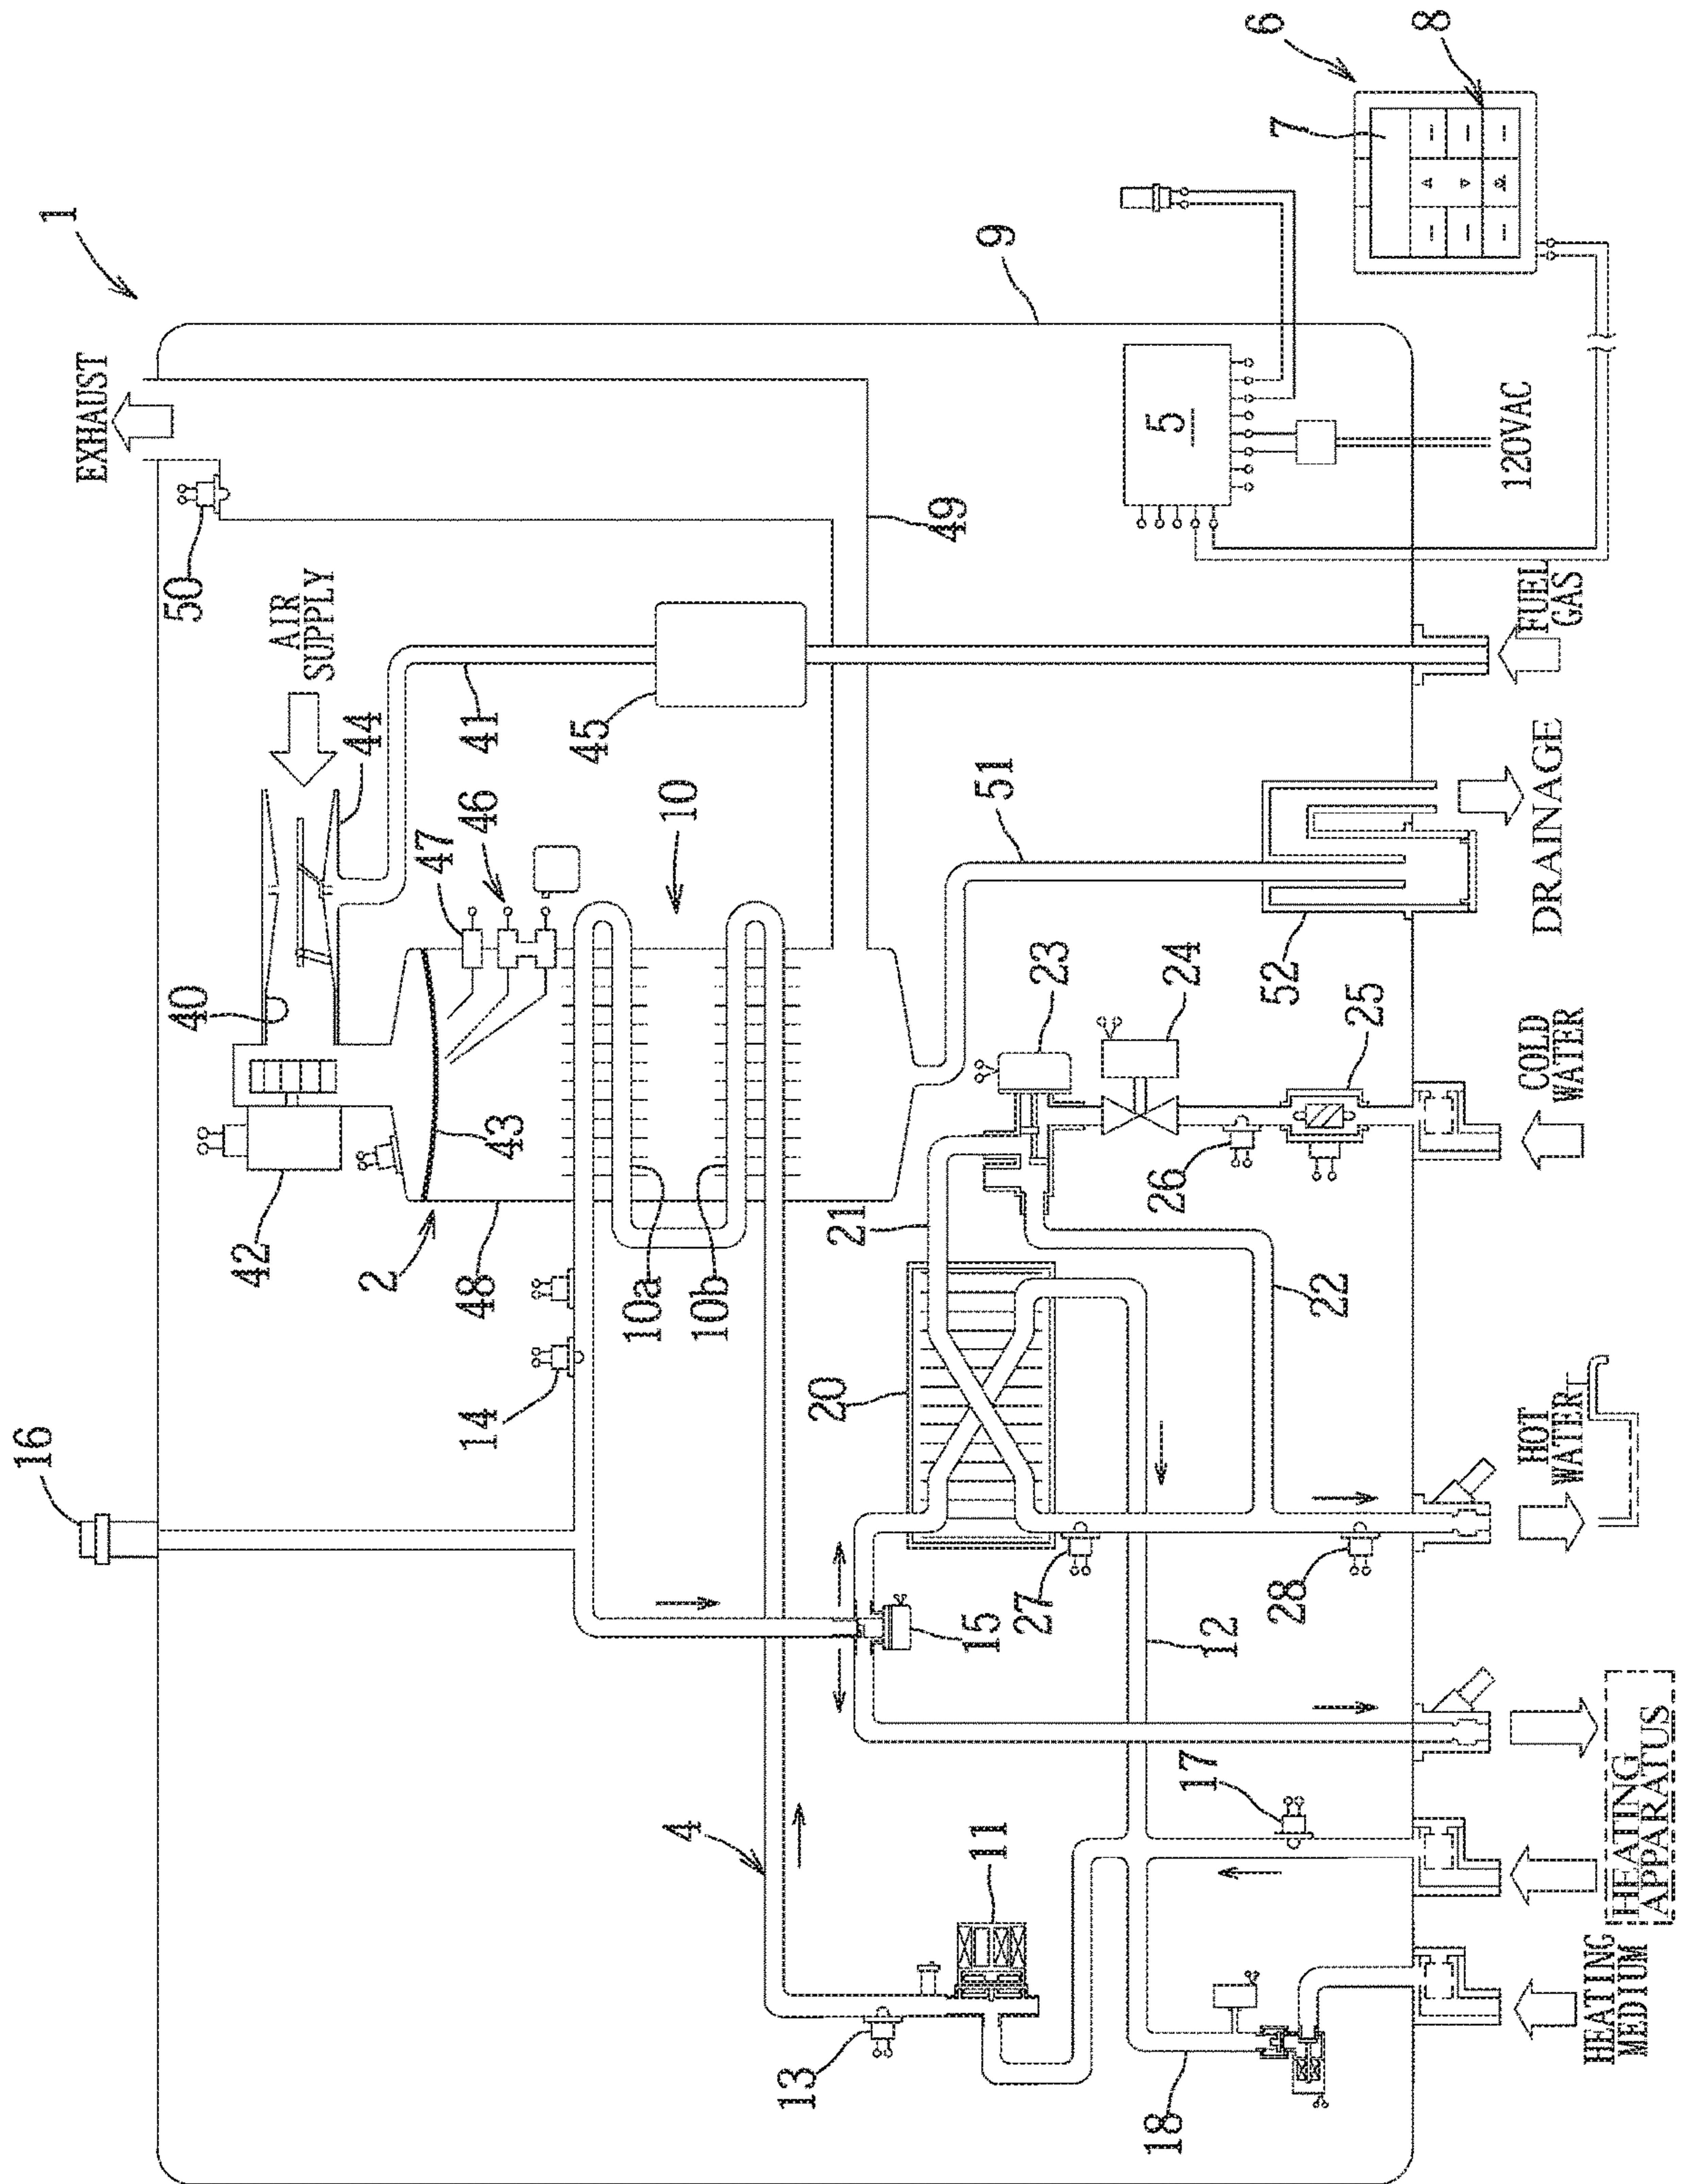 16
1
EXHAUST
40
50
42
AIR
SUPPLY
44
2
43
47
14
48
46
41
45
10a
10
4
10b
13
20
21
49
11
15
51
9
27
23
18
26
24
5
17
12
28
52
7
6
22
25
8
120VAC
HOT
WATER
COLD
WATER
DRAINAGE
FUEL
GAS
HEATING
MEDIUM
HEATING
APPARATUS